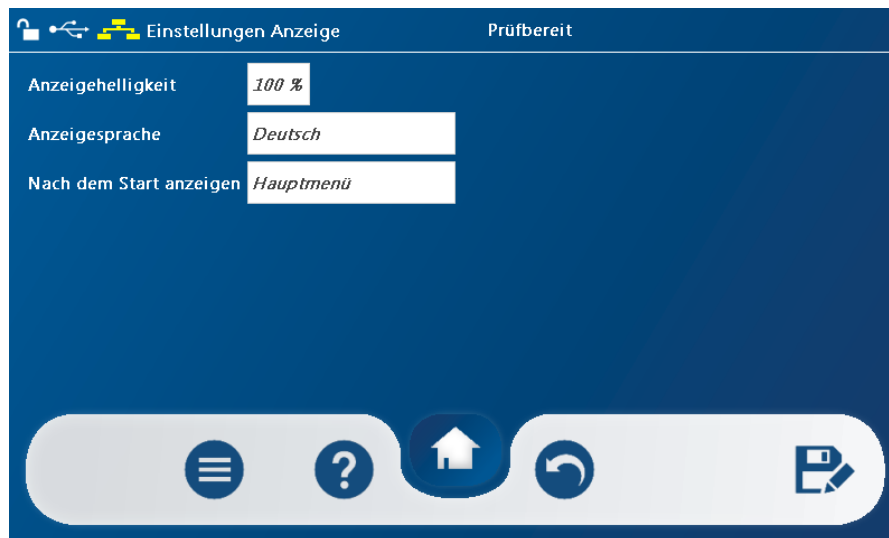 Einstellungen Anzeige Prüfbereit
Anzeigehelligkeit 100 %
Anzeigesprache Deutsch
Nach dem Start anzeigen Hauptmenü
?